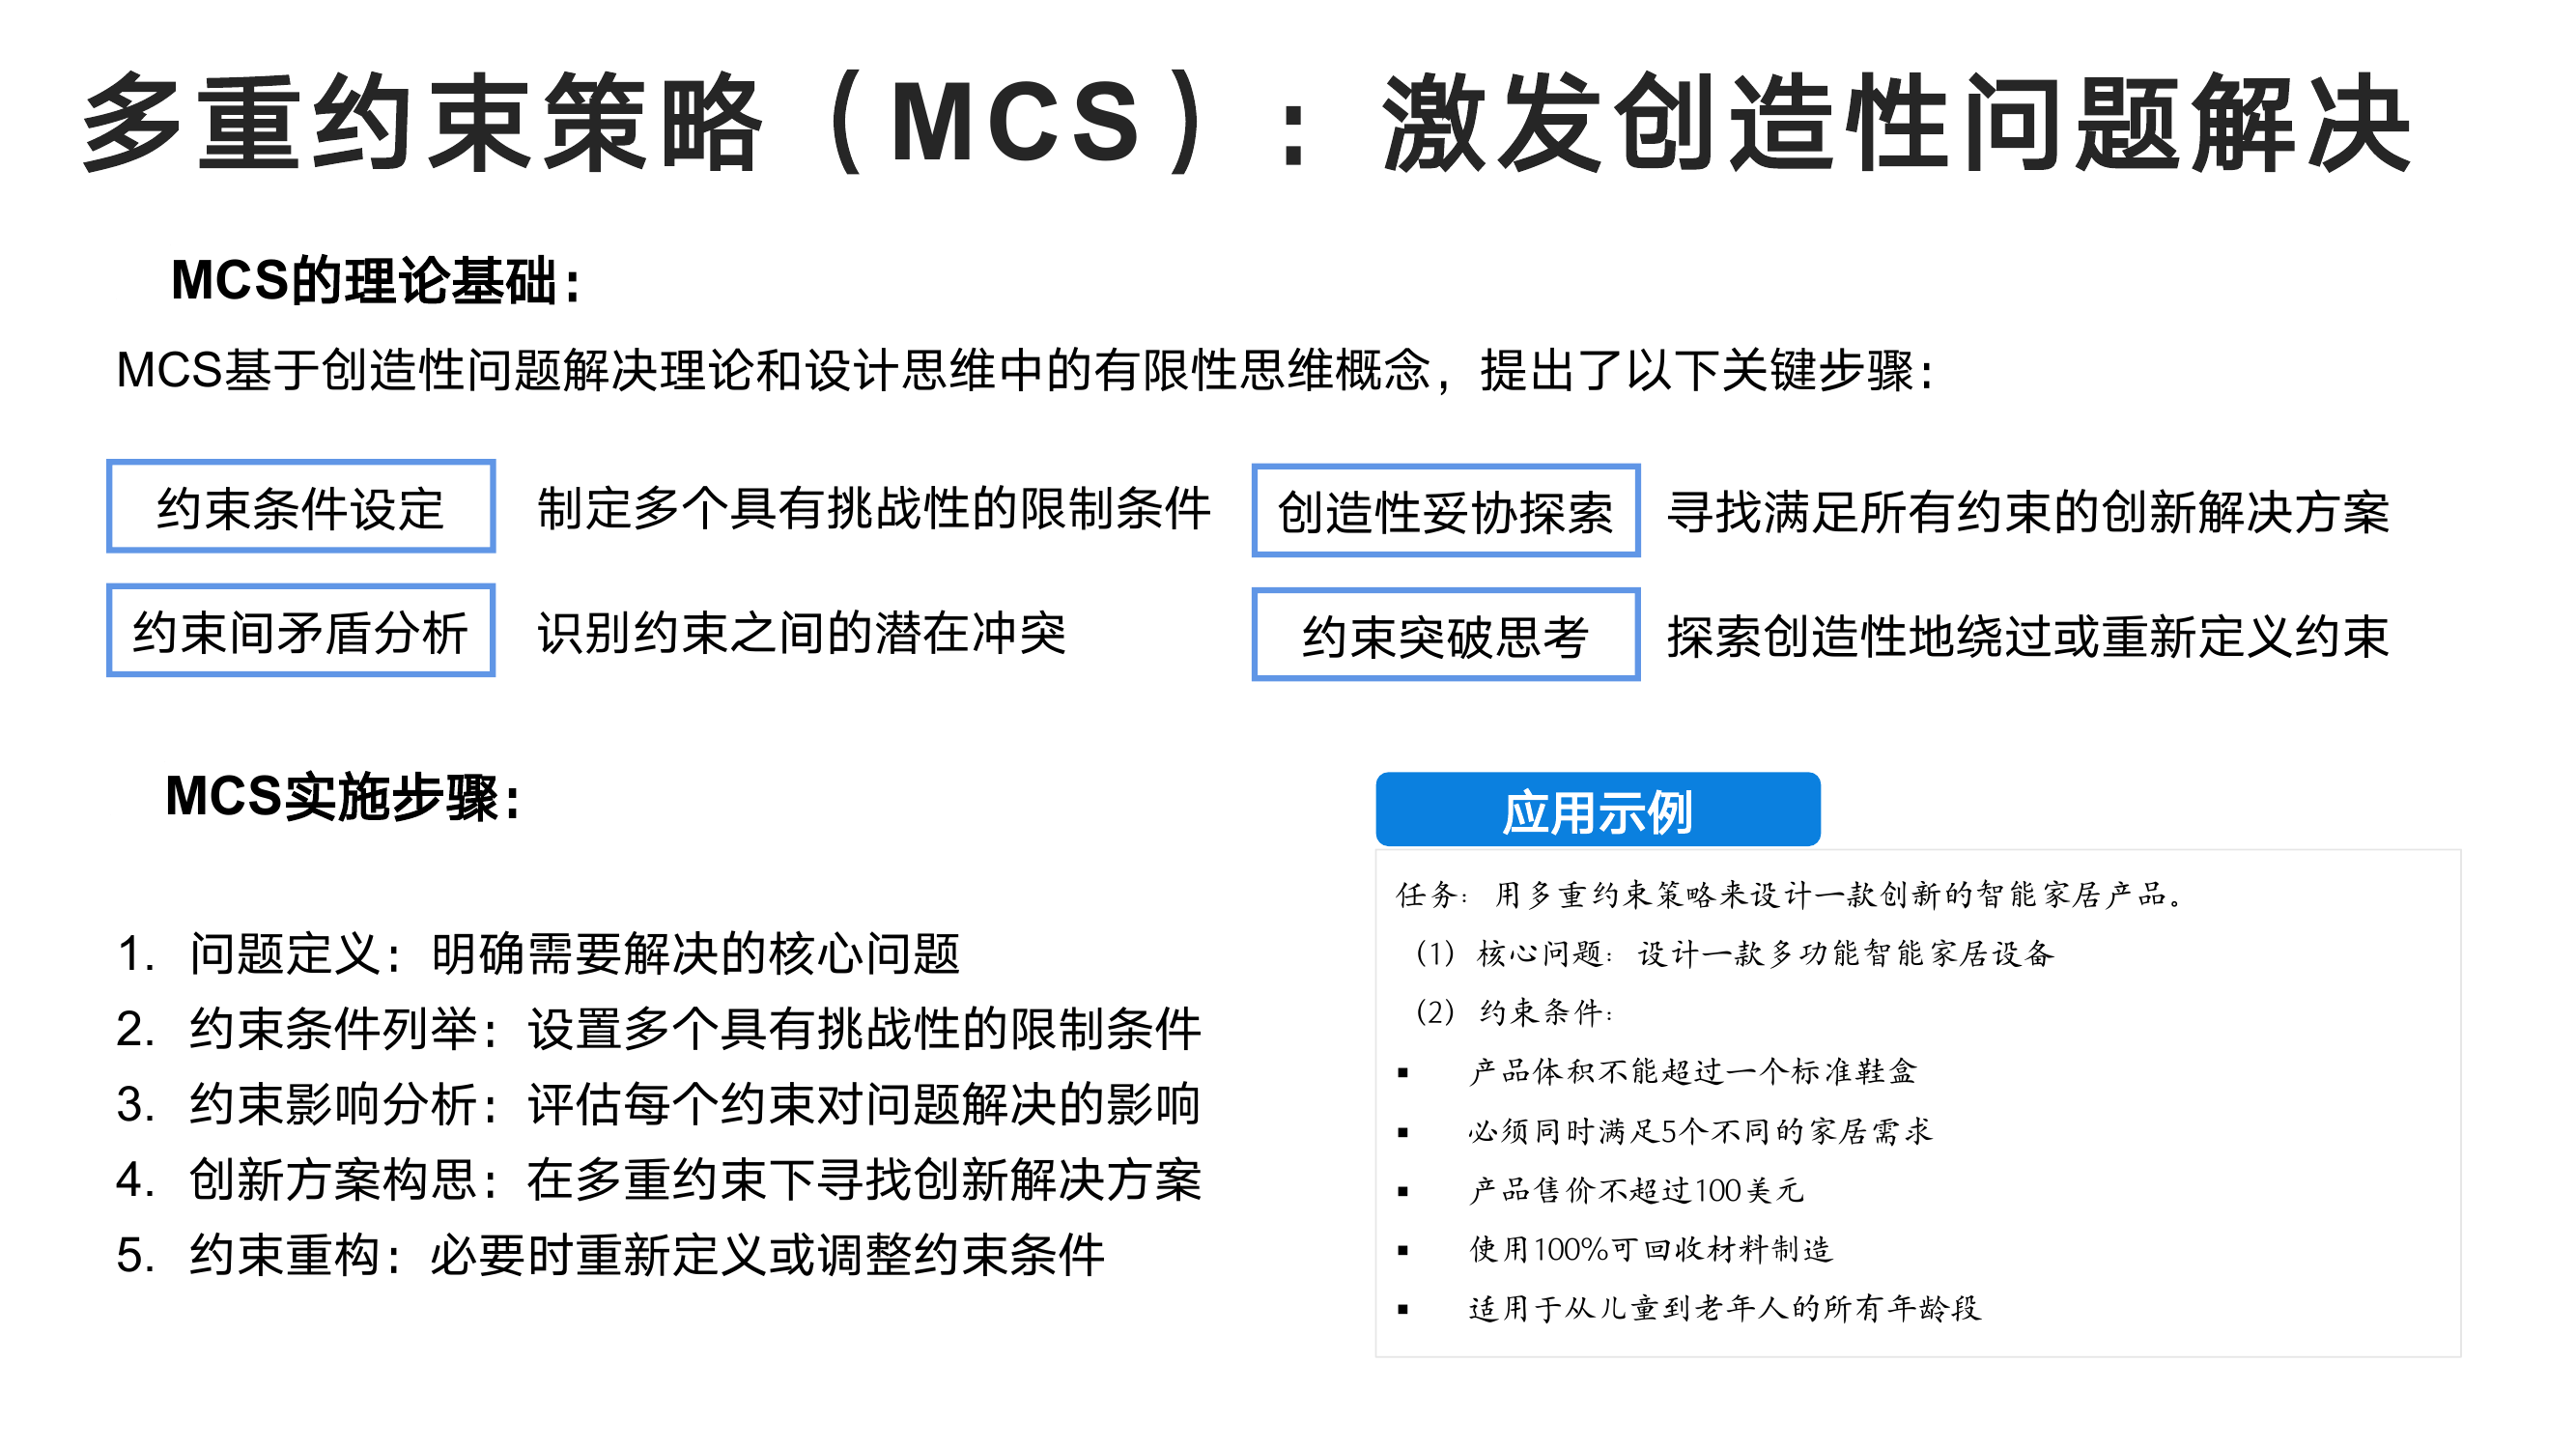 多重约束策略（MCS）：激发创造性问题解决
MCS的理论基础：
MCS基于创造性问题解决理论和设计思维中的有限性思维概念，提出了以下关键步骤：
约束条件设定
制定多个具有挑战性的限制条件
创造性妥协探索
寻找满足所有约束的创新解决方案
约束间矛盾分析
识别约束之间的潜在冲突
约束突破思考
探索创造性地绕过或重新定义约束
MCS实施步骤：
1. 问题定义：明确需要解决的核心问题
2. 约束条件列举：设置多个具有挑战性的限制条件
3. 约束影响分析：评估每个约束对问题解决的影响
4. 创新方案构思：在多重约束下寻找创新解决方案
5. 约束重构：必要时重新定义或调整约束条件
应用示例
任务：用多重约束策略来设计一款创新的智能家居产品。
（1）核心问题：设计一款多功能智能家居设备
（2）约束条件：
▪ 产品体积不能超过一个标准鞋盒
▪ 必须同时满足5个不同的家居需求
▪ 产品售价不超过100美元
▪ 使用100%可回收材料制造
▪ 适用于从儿童到老年人的所有年龄段